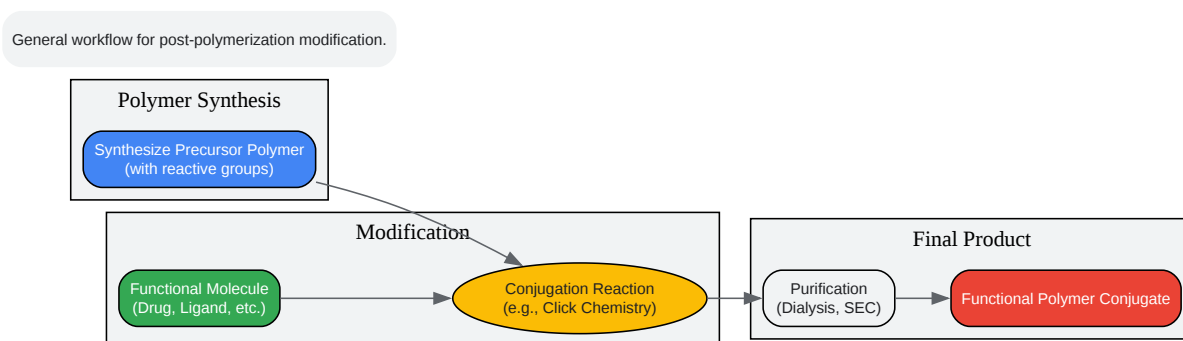 General workflow for post-polymerization modification.
Polymer Synthesis
Synthesize Precursor Polymer
(with reactive groups)
Modification
Functional Molecule
(Drug, Ligand, etc.)
Conjugation Reaction
(e.g., Click Chemistry)
Final Product
Purification
(Dialysis, SEC)
Functional Polymer Conjugate